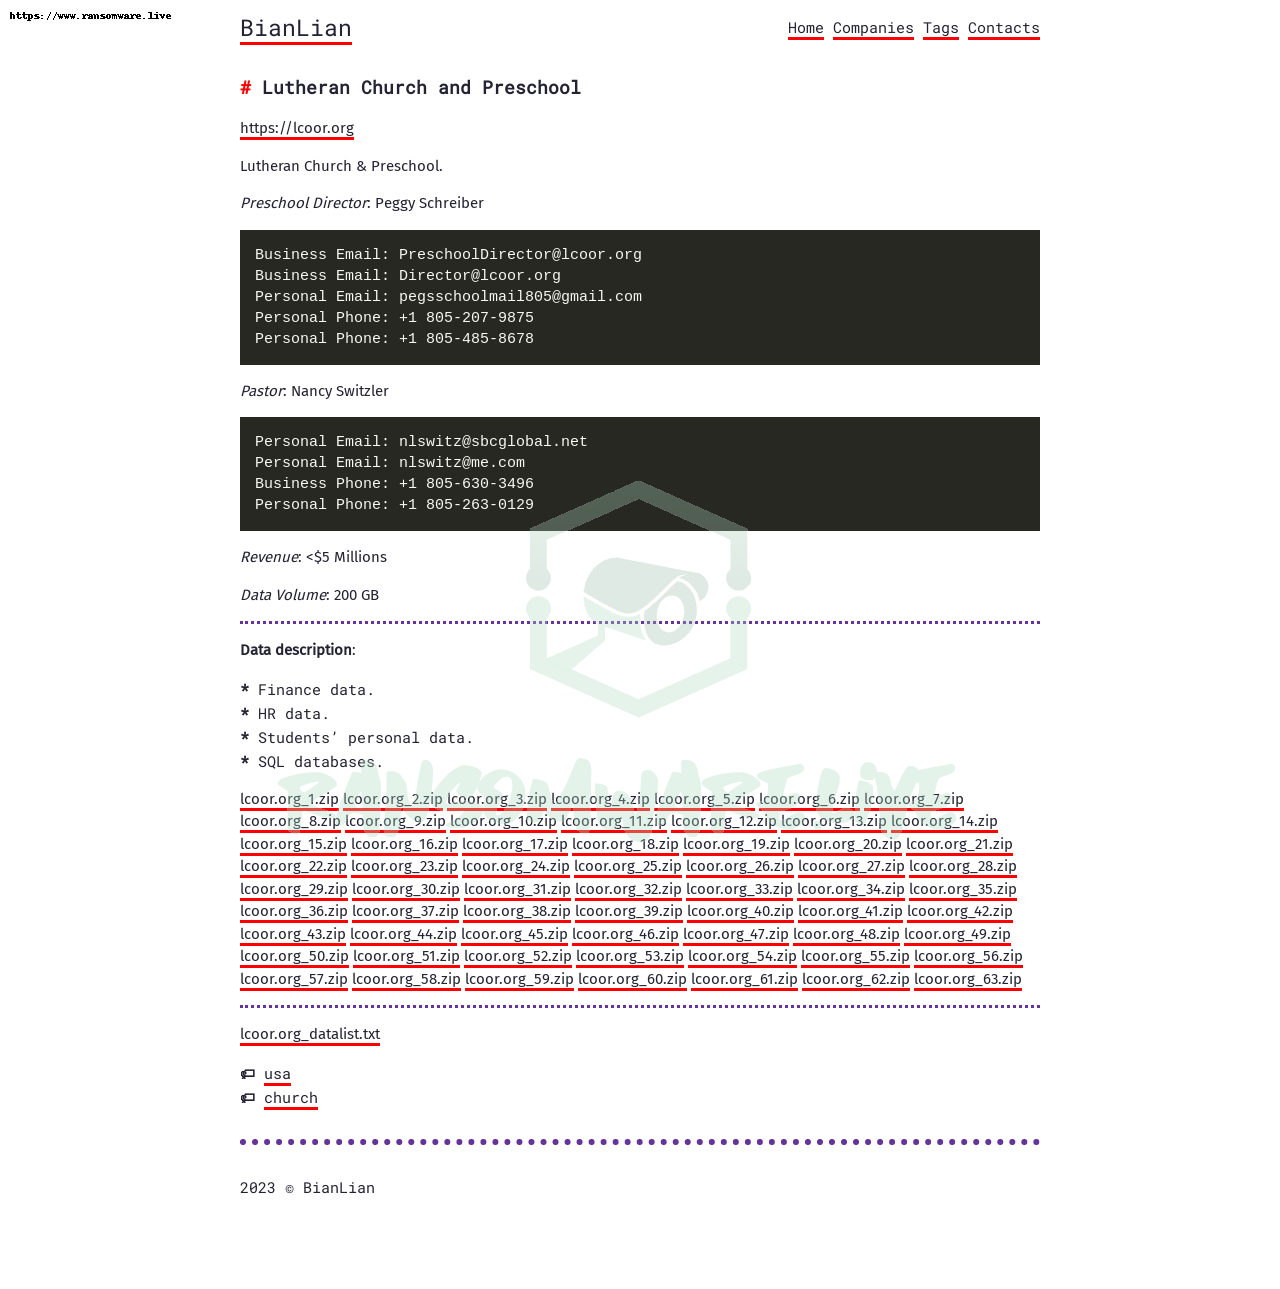 https://www.ransomware.live
BianLian
Home Companies Tags Contacts
# Lutheran Church and Preschool
https://lcoor.org
Lutheran Church & Preschool.
Preschool Director: Peggy Schreiber
Business Email: PreschoolDirector@lcoor.org
Business Email: Director@lcoor.org
Personal Email: pegsschoolmail805@gmail.com
Personal Phone: +1 805-207-9875
Personal Phone: +1 805-485-8678
Pastor: Nancy Switzler
Personal Email: nlswitz@sbcglobal.net
Personal Email: nlswitz@me.com
Business Phone: +1 805-630-3496
Personal Phone: +1 805-263-0129
Revenue: <$5 Millions
Data Volume: 200 GB
Data description:
* Finance data.
* HR data.
* Students’ personal data.
* SQL databases.
RANSOMWARE.LIVE
lcoor.org_1.zip lcoor.org_2.zip lcoor.org_3.zip lcoor.org_4.zip lcoor.org_5.zip lcoor.org_6.zip lcoor.org_7.zip
lcoor.org_8.zip lcoor.org_9.zip lcoor.org_10.zip lcoor.org_11.zip lcoor.org_12.zip lcoor.org_13.zip lcoor.org_14.zip
lcoor.org_15.zip lcoor.org_16.zip lcoor.org_17.zip lcoor.org_18.zip lcoor.org_19.zip lcoor.org_20.zip lcoor.org_21.zip
lcoor.org_22.zip lcoor.org_23.zip lcoor.org_24.zip lcoor.org_25.zip lcoor.org_26.zip lcoor.org_27.zip lcoor.org_28.zip
lcoor.org_29.zip lcoor.org_30.zip lcoor.org_31.zip lcoor.org_32.zip lcoor.org_33.zip lcoor.org_34.zip lcoor.org_35.zip
lcoor.org_36.zip lcoor.org_37.zip lcoor.org_38.zip lcoor.org_39.zip lcoor.org_40.zip lcoor.org_41.zip lcoor.org_42.zip
lcoor.org_43.zip lcoor.org_44.zip lcoor.org_45.zip lcoor.org_46.zip lcoor.org_47.zip lcoor.org_48.zip lcoor.org_49.zip
lcoor.org_50.zip lcoor.org_51.zip lcoor.org_52.zip lcoor.org_53.zip lcoor.org_54.zip lcoor.org_55.zip lcoor.org_56.zip
lcoor.org_57.zip lcoor.org_58.zip lcoor.org_59.zip lcoor.org_60.zip lcoor.org_61.zip lcoor.org_62.zip lcoor.org_63.zip
lcoor.org_datalist.txt
usa
church
2023 © BianLian